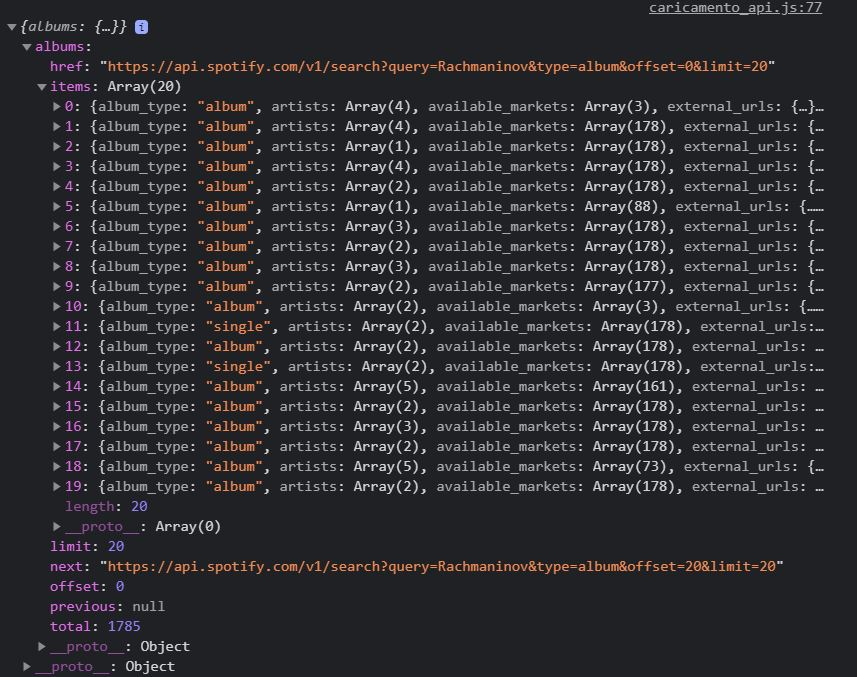 caricamento_api.js:77
▼{albums: {…}} i
▼albums:
href: "https://api.spotify.com/v1/search?query=Rachmaninov&type=album&offset=0&limit=20"
▼items: Array(20)
▶0: {album_type: "album", artists: Array(4), available_markets: Array(3), external_urls: {…}…
▶1: {album_type: "album", artists: Array(4), available_markets: Array(178), external_urls: {…
▶2: {album_type: "album", artists: Array(1), available_markets: Array(178), external_urls: {…
▶3: {album_type: "album", artists: Array(4), available_markets: Array(178), external_urls: {…
▶4: {album_type: "album", artists: Array(2), available_markets: Array(178), external_urls: {…
▶5: {album_type: "album", artists: Array(1), available_markets: Array(88), external_urls: {……
▶6: {album_type: "album", artists: Array(3), available_markets: Array(178), external_urls: {…
▶7: {album_type: "album", artists: Array(2), available_markets: Array(178), external_urls: {…
▶8: {album_type: "album", artists: Array(3), available_markets: Array(178), external_urls: {…
▶9: {album_type: "album", artists: Array(2), available_markets: Array(177), external_urls: {…
▶10: {album_type: "album", artists: Array(2), available_markets: Array(3), external_urls: {……
▶11: {album_type: "single", artists: Array(2), available_markets: Array(178), external_urls:…
▶12: {album_type: "album", artists: Array(2), available_markets: Array(178), external_urls: …
▶13: {album_type: "single", artists: Array(2), available_markets: Array(178), external_urls:…
▶14: {album_type: "album", artists: Array(5), available_markets: Array(161), external_urls: …
▶15: {album_type: "album", artists: Array(2), available_markets: Array(178), external_urls: …
▶16: {album_type: "album", artists: Array(3), available_markets: Array(178), external_urls: …
▶17: {album_type: "album", artists: Array(2), available_markets: Array(178), external_urls: …
▶18: {album_type: "album", artists: Array(5), available_markets: Array(73), external_urls: {…
▶19: {album_type: "album", artists: Array(2), available_markets: Array(178), external_urls: …
length: 20
▶__proto__: Array(0)
limit: 20
next: "https://api.spotify.com/v1/search?query=Rachmaninov&type=album&offset=20&limit=20"
offset: 0
previous: null
total: 1785
▶__proto__: Object
▶__proto__: Object